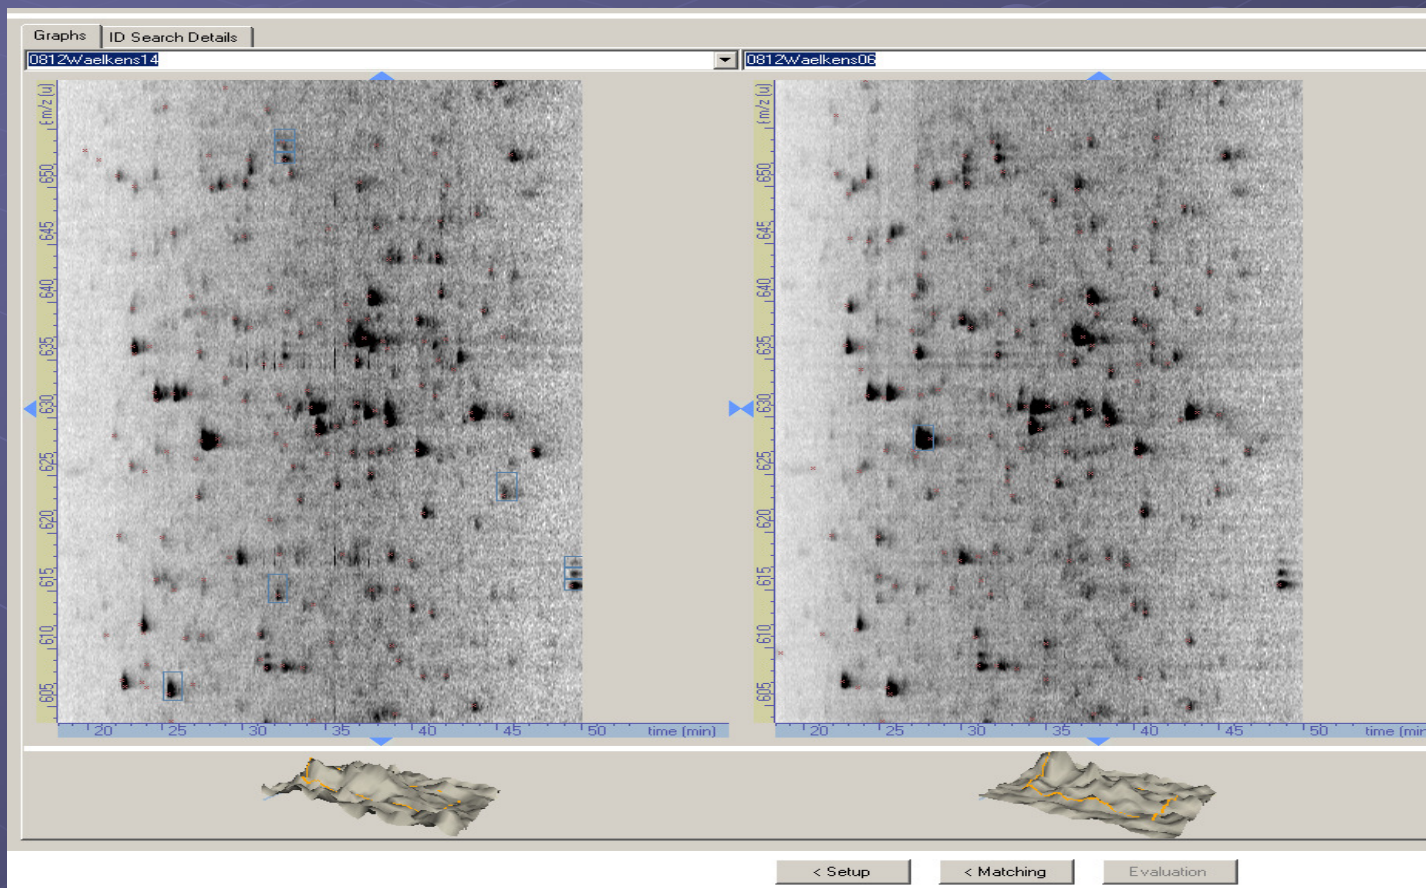 Graphs ID Search Details
0812Waelkens14 0812Waelkens06
m/z (u) m/z (u)
650 650
645 645
640 640
635 635
630 630
625 625
620 620
615 615
610 610
605 605
20 25 30 35 40 45 50 time (min) 20 25 30 35 40 45 50 time (min
< Setup < Matching Evaluation